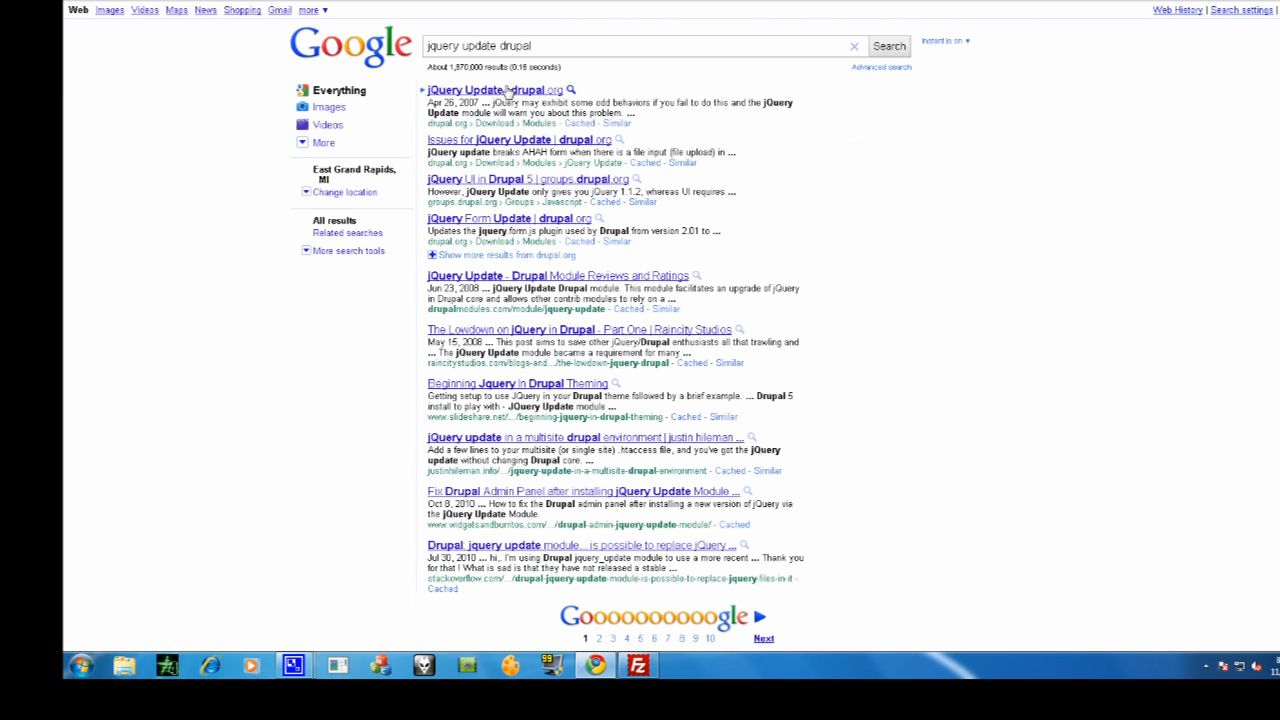 Web Images Videos Maps News Shopping Gmail more ▼
Web History | Search settings |
Google
jquery update drupal
Search
Instant is on ▼
About 1,870,000 results (0.15 seconds)
Advanced search
Everything
Images
Videos
More
East Grand Rapids,
MI
Change location
All results
Related searches
More search tools
jQuery Update drupal.org
Apr 26, 2007 ... jQuery may exhibit some odd behaviors if you fail to do this and the jQuery
Update module will warn you about this problem. ...
drupal.org › Download › Modules - Cached - Similar
Issues for jQuery Update | drupal.org
jQuery update breaks AHAH form when there is a file input (file upload) in ...
drupal.org › Download › Modules › jQuery Update - Cached - Similar
jQuery UI in Drupal 5 | groups.drupal.org
However, jQuery Update only gives you jQuery 1.1.2, whereas UI requires ...
groups.drupal.org › Groups › Javascript - Cached - Similar
jQuery Form Update | drupal.org
Updates the jquery.form.js plugin used by Drupal from version 2.01 to ...
drupal.org › Download › Modules - Cached - Similar
Show more results from drupal.org
jQuery Update - Drupal Module Reviews and Ratings
Jun 23, 2008 ... jQuery Update Drupal module. This module facilitates an upgrade of jQuery
in Drupal core and allows other contrib modules to rely on a ...
drupalmodules.com/module/jquery-update - Cached - Similar
The Lowdown on jQuery in Drupal - Part One | Raincity Studios
May 15, 2008 ... This post aims to save other jQuery/Drupal enthusiasts all that trawling and
... The jQuery Update module became a requirement for many ...
raincitystudios.com/blogs-and.../the-lowdown-jquery-drupal - Cached - Similar
Beginning Jquery In Drupal Theming
Getting setup to use JQuery in your Drupal theme followed by a brief example. ... Drupal 5
install to play with - JQuery Update module ...
www.slideshare.net/.../beginning-jquery-in-drupal-theming - Cached - Similar
jQuery update in a multisite drupal environment | justin hileman ...
Add a few lines to your multisite (or single site) .htaccess file, and you've got the jQuery
update without changing Drupal core. ...
justinhileman.info/.../jquery-update-in-a-multisite-drupal-environment - Cached - Similar
Fix Drupal Admin Panel after installing jQuery Update Module ...
Oct 8, 2010 ... How to fix the Drupal admin panel after installing a new version of jQuery via
the jQuery Update Module.
www.widgetsandburritos.com/.../drupal-admin-jquery-update-module/ - Cached
Drupal, jquery update module... is possible to replace jQuery ...
Jul 30, 2010 ... hi,. I'm using Drupal jquery_update module to use a more recent ... Thank you
for that ! What is sad is that they have not released a stable ...
stackoverflow.com/.../drupal-jquery-update-module-is-possible-to-replace-jquery-files-in-it -
Cached
Goooooooooogle
1 2 3 4 5 6 7 8 9 10 Next
99
Fz